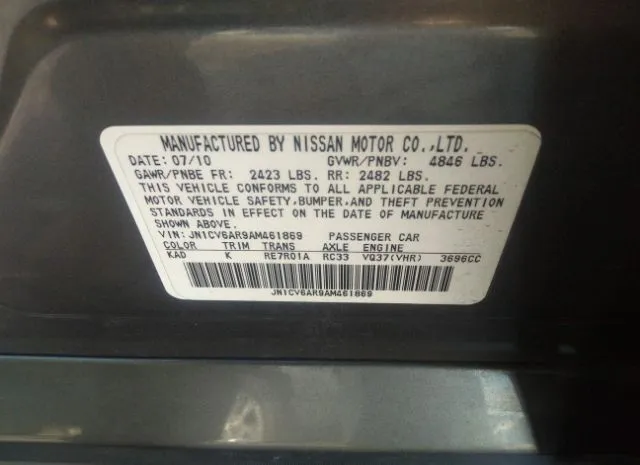 MANUFACTURED BY NISSAN MOTOR CO.,LTD.
DATE: 07/10 GVWR/PNBV: 4846 LBS.
GAWR/PNBE FR: 2423 LBS. RR: 2482 LBS.
THIS VEHICLE CONFORMS TO ALL APPLICABLE FEDERAL
MOTOR VEHICLE SAFETY,BUMPER,AND THEFT PREVENTION
STANDARDS IN EFFECT ON THE DATE OF MANUFACTURE
SHOWN ABOVE.
VIN: JN1CV6AR9AM461869 PASSENGER CAR
COLOR TRIM TRANS AXLE ENGINE
KAD K RE7R01A RC33 VQ37(VHR) 3696CC
JN1CV6AR9AM461869